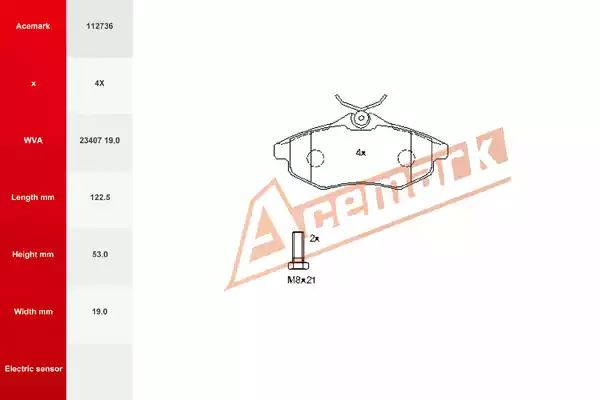 Acemark 112736
x 4X
WVA 23407 19,0
Length mm 122.5
Height mm 53,0
Width mm 19.0
Electric sensor
4x
Acemark
2x
M8x21